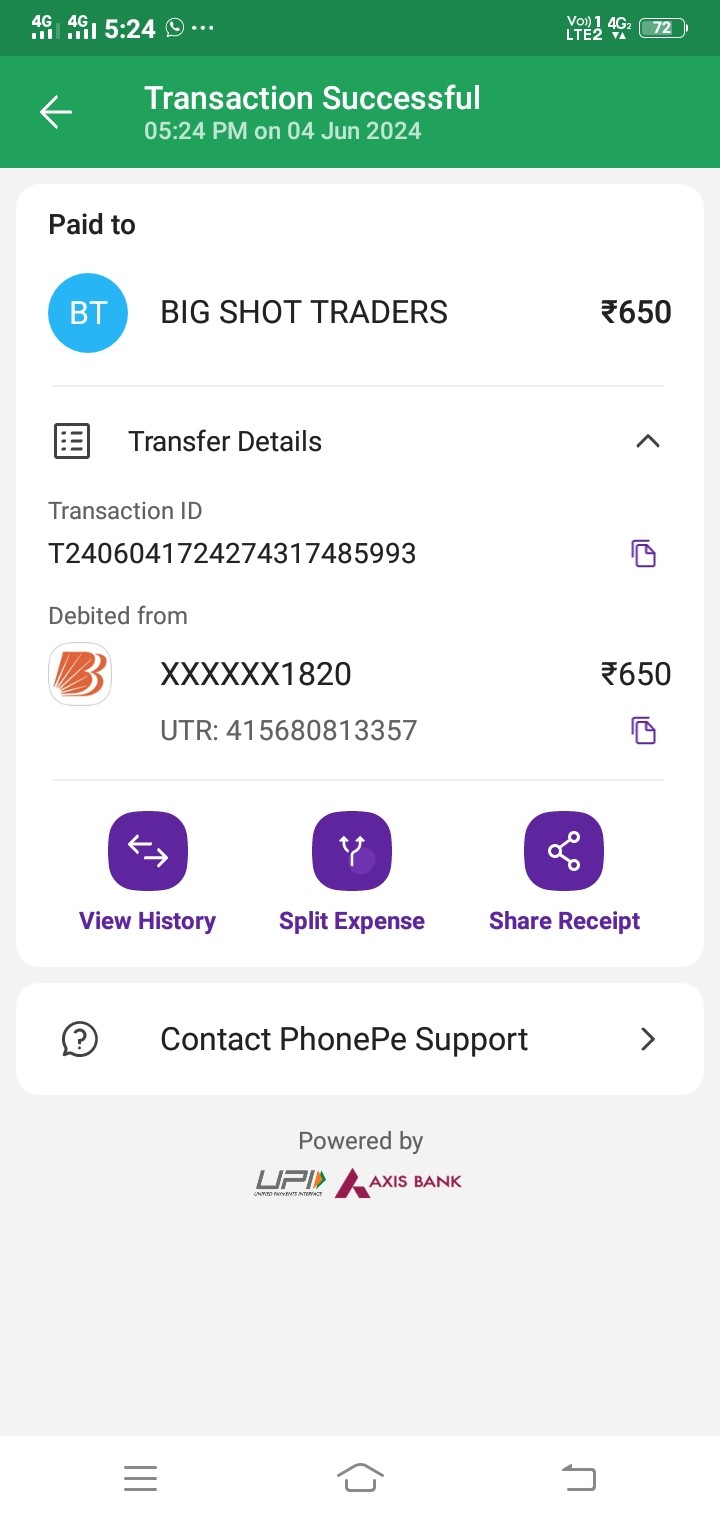 4G 4G 5:24 ... Vo)) 1 4G2 72
LTE2
Transaction Successful
05:24 PM on 04 Jun 2024
Paid to
BT BIG SHOT TRADERS ₹650
Transfer Details
Transaction ID
T2406041724274317485993
Debited from
XXXXXX1820 ₹650
UTR: 415680813357
View History Split Expense Share Receipt
Contact PhonePe Support
Powered by
UPI AXIS BANK
UNIFIED PAYMENTS INTERFACE